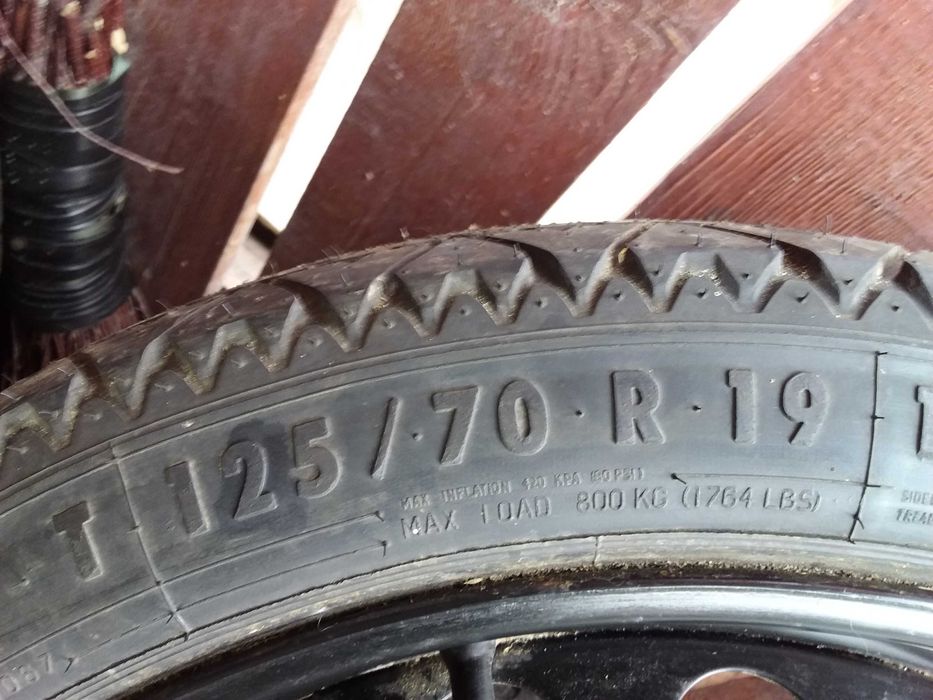 T 125/70 · R · 19
MAX INFLATION 420 KPA (60 PSI)
MAX LOAD 800 KG (1764 LBS)